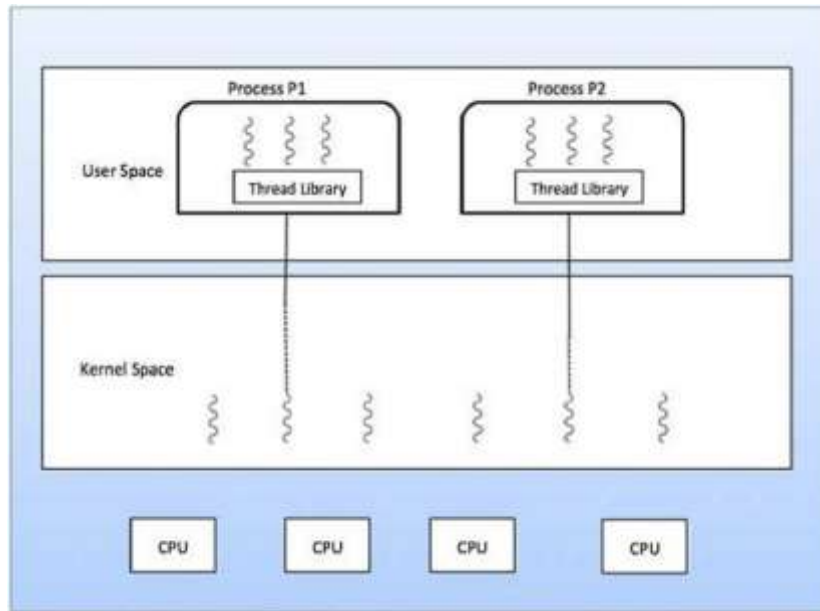 Process P1
Process P2
User Space
Thread Library
Thread Library
Kernel Space
CPU
CPU
CPU
CPU